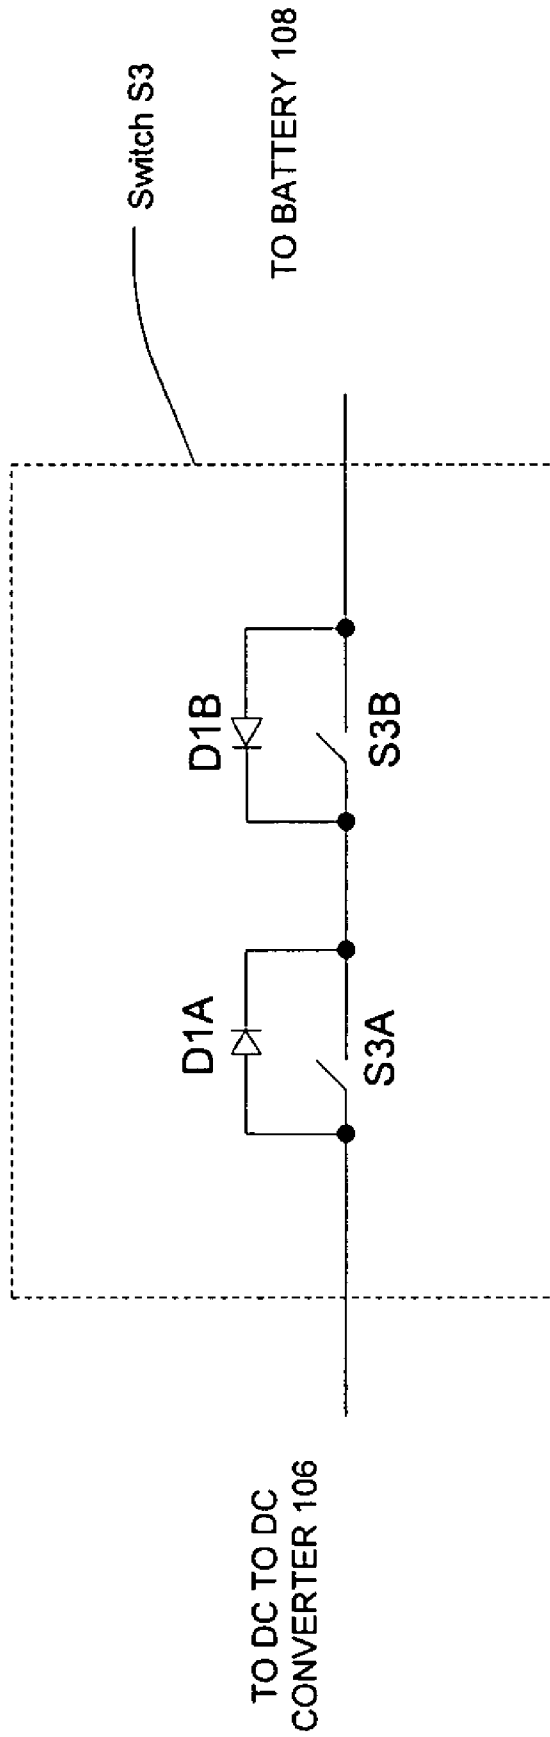 Switch S3
TO BATTERY 108
D1B
S3B
D1A
S3A
TO DC TO DC
CONVERTER 106